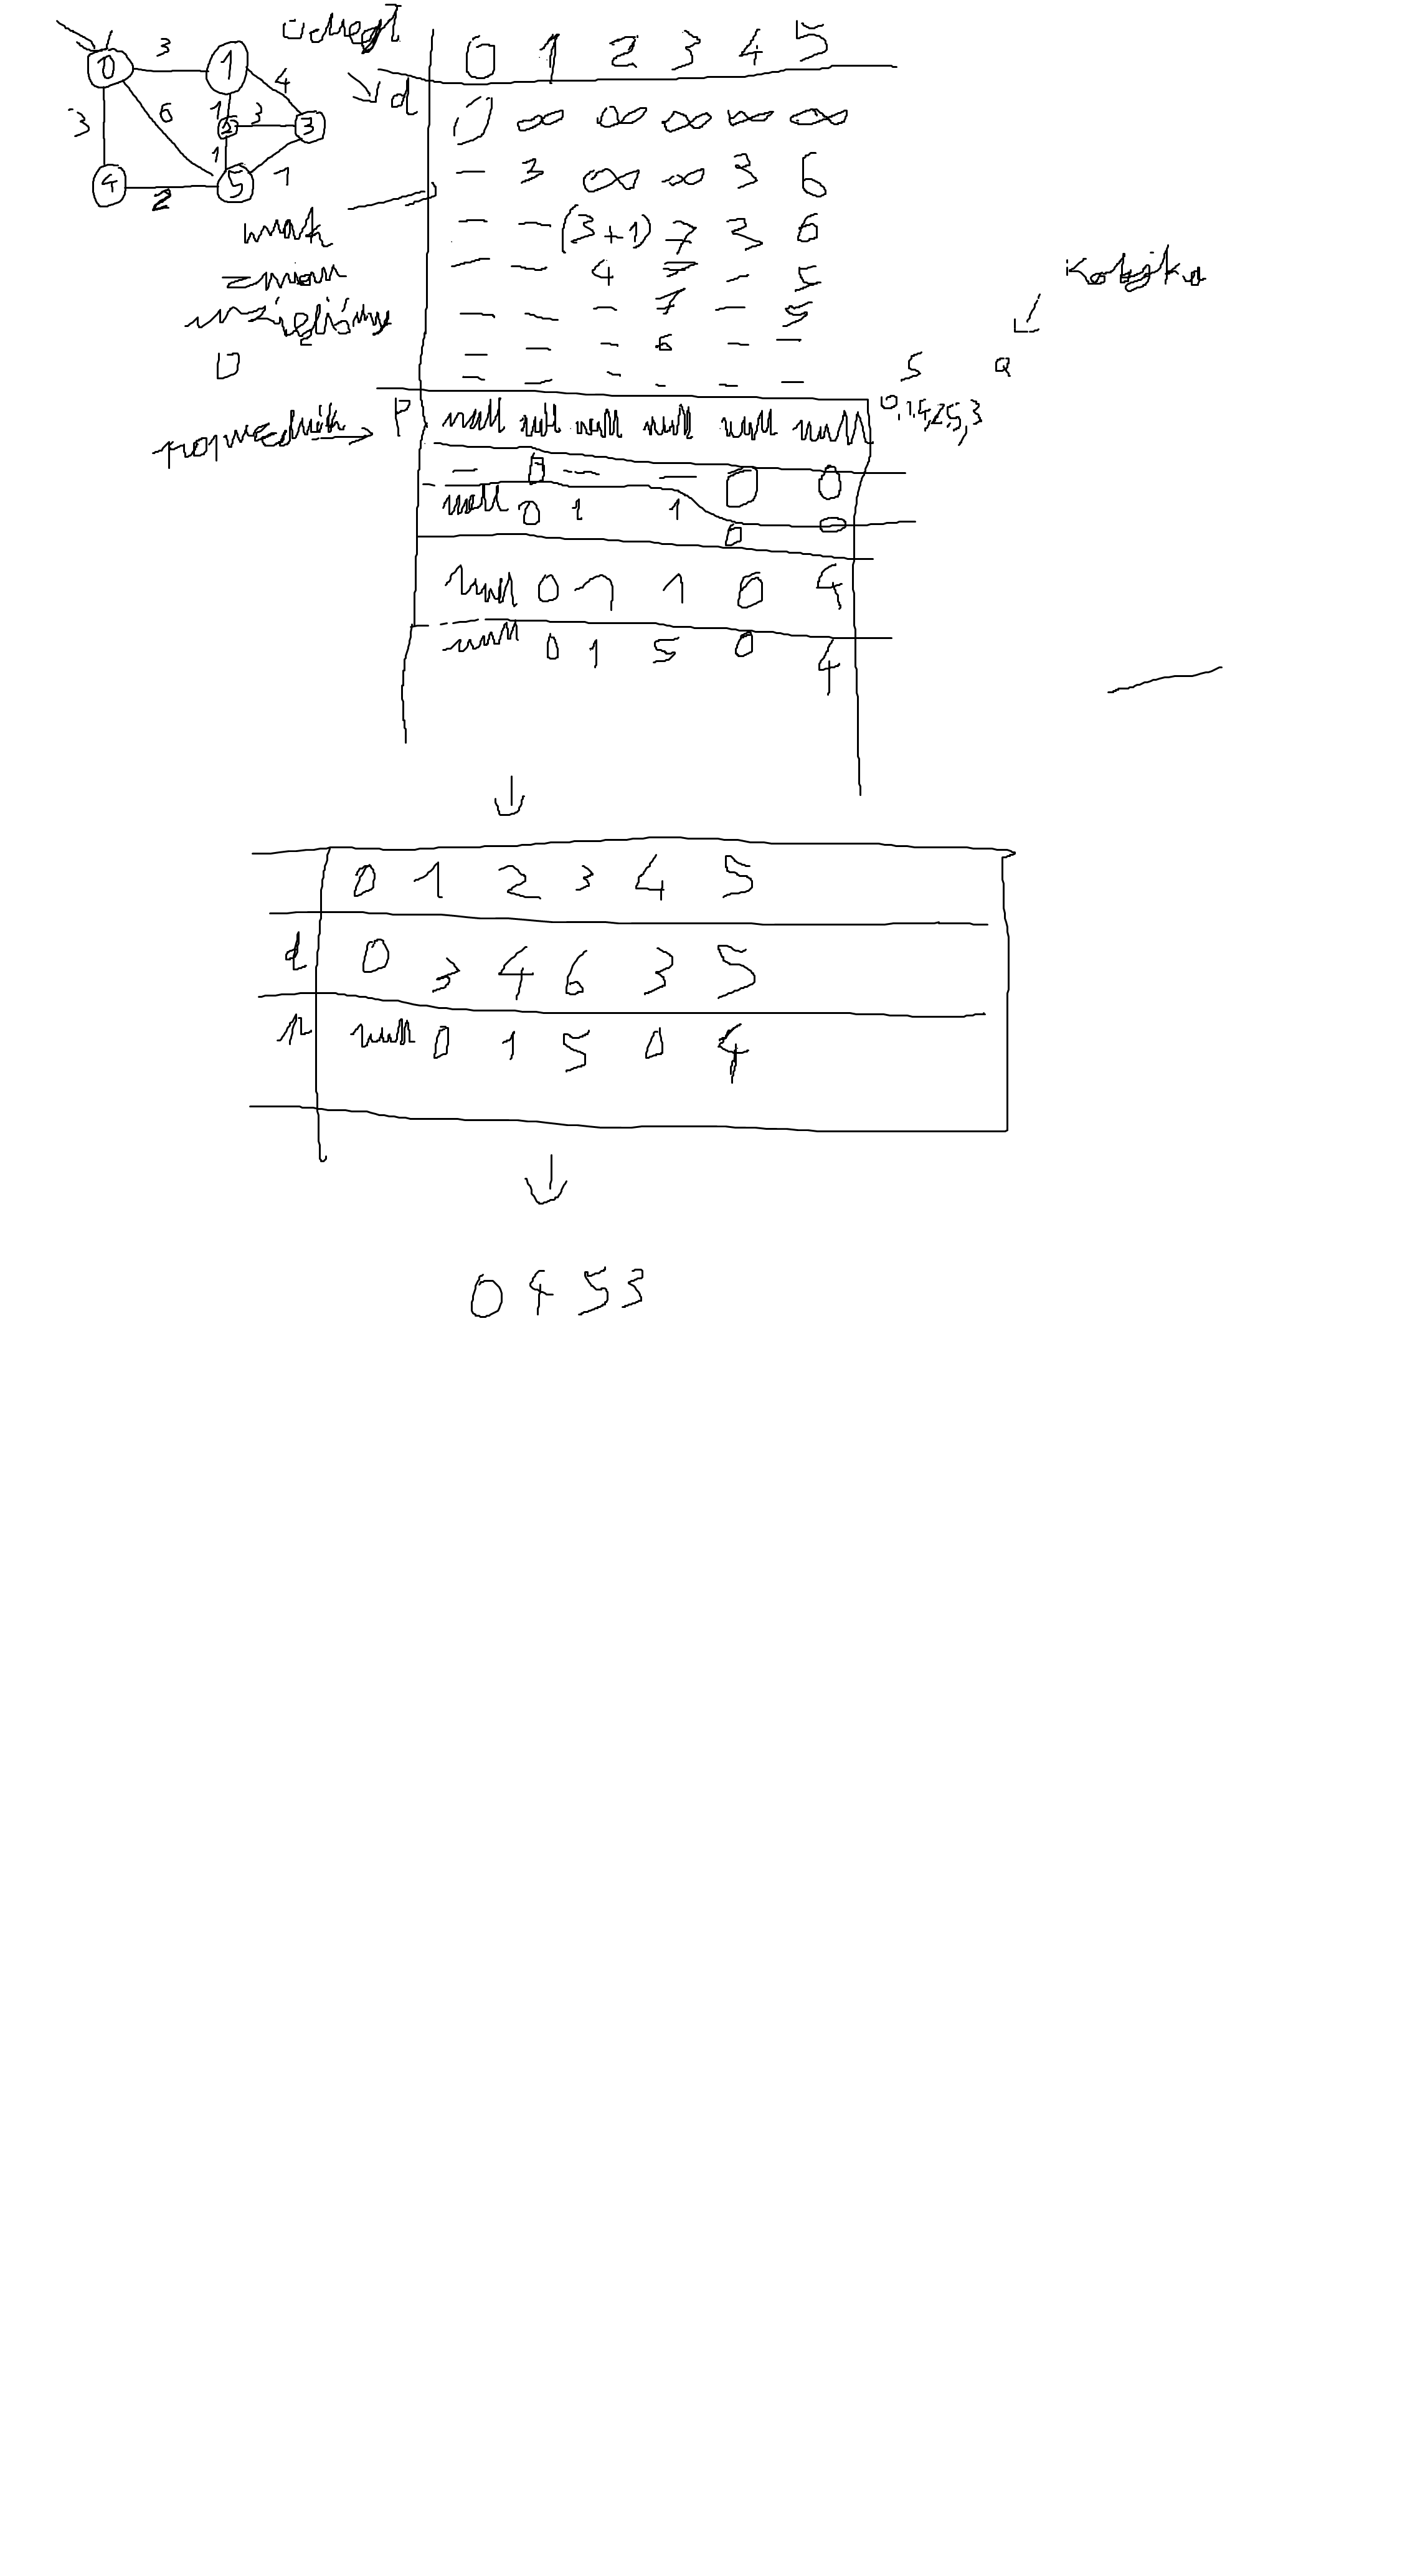 0 3 1 4
3 6 1 3 2 3
1
4 2 5 1
0 1 2 3 4 5
d 0 ∞ ∞ ∞ ∞ ∞
- 3 ∞ ∞ 3 6
- - (3+1) 7 3 6
- - 4 7 - 5
- - - 7 - 5
- - - 6 - -
- - - - - -
zmian
względów
0
kolejka
S Q
0,1,4,2,5,3
poprzednik P null null null null null null
- 0 -- - 0 0
null 0 1 1 0 0
null 0 1 1 0 4
null 0 1 5 0 4
0 1 2 3 4 5
d 0 3 4 6 3 5
p null 0 1 5 0 4
0 4 5 3